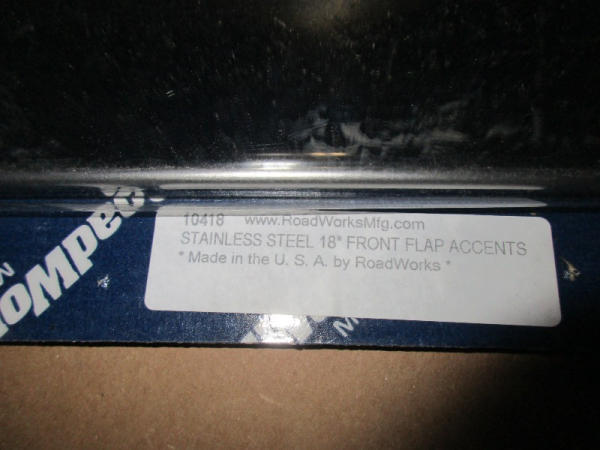 10418 www.RoadWorksMfg.com
STAINLESS STEEL 18" FRONT FLAP ACCENTS
* Made in the U. S. A. by RoadWorks *